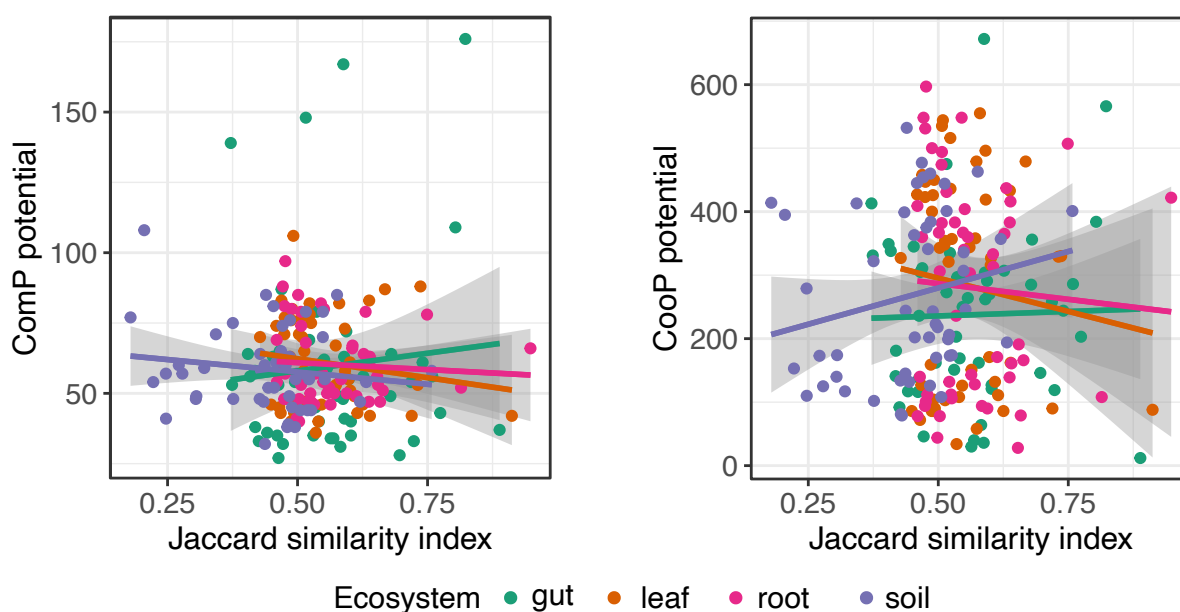 ComP potential
150
100
50
0.25 0.50 0.75
Jaccard similarity index
CooP potential
600
400
200
0
0.25 0.50 0.75
Jaccard similarity index
Ecosystem gut leaf root soil